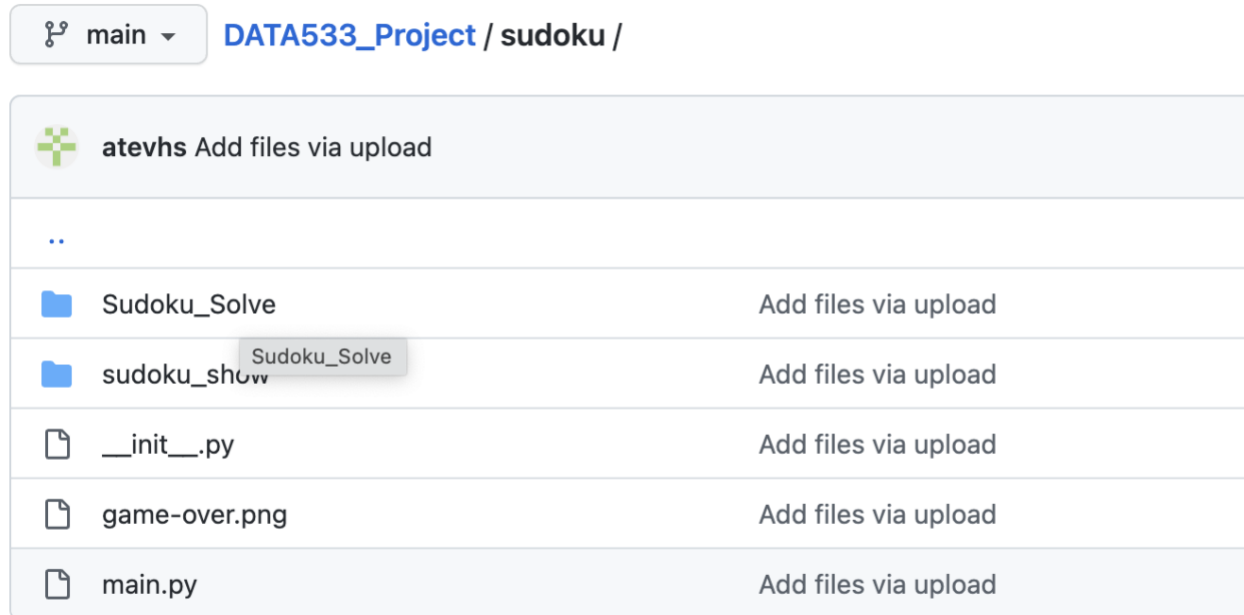 main DATA533_Project / sudoku /
atevhs Add files via upload
..
Sudoku_Solve Add files via upload
Sudoku_Solve
sudoku_show Add files via upload
__init__.py Add files via upload
game-over.png Add files via upload
main.py Add files via upload